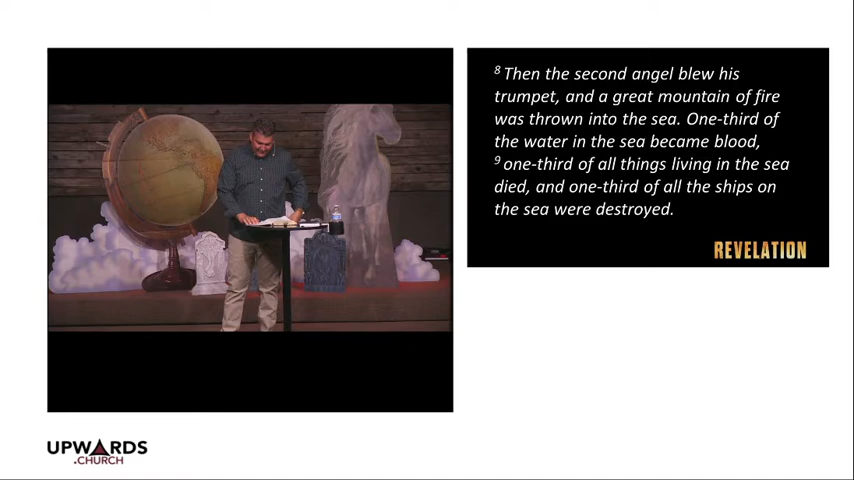 8 Then the second angel blew his
trumpet, and a great mountain of fire
was thrown into the sea. One-third of
the water in the sea became blood,
9 one-third of all things living in the sea
died, and one-third of all the ships on
the sea were destroyed.
REVELATION
UPWARDS
.CHURCH